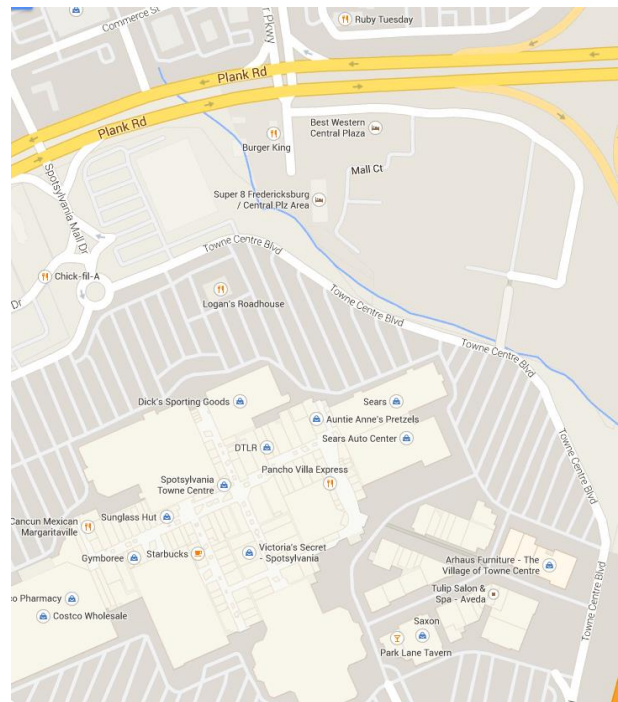 Commerce St
r Pkwy
Ruby Tuesday
Plank Rd
Plank Rd
Best Western
Central Plaza
Burger King
Mall Ct
Spotsylvania Mall Dr
Super 8 Fredericksburg
/ Central Plz Area
Towne Centre Blvd
Chick-fil-A
Dr
Logan's Roadhouse
Towne Centre Blvd
Towne Centre Blvd
Dick's Sporting Goods
Sears
Auntie Anne's Pretzels
Sears Auto Center
DTLR
Pancho Villa Express
Towne Centre Blvd
Spotsylvania
Towne Centre
Sunglass Hut
Cancun Mexican
Margaritaville
Gymboree
Starbucks
Victoria's Secret
- Spotsylvania
Arhaus Furniture - The
Village of Towne Centre
Tulip Salon &
Spa - Aveda
co Pharmacy
Costco Wholesale
Saxon
Park Lane Tavern
Towne Centre Blvd